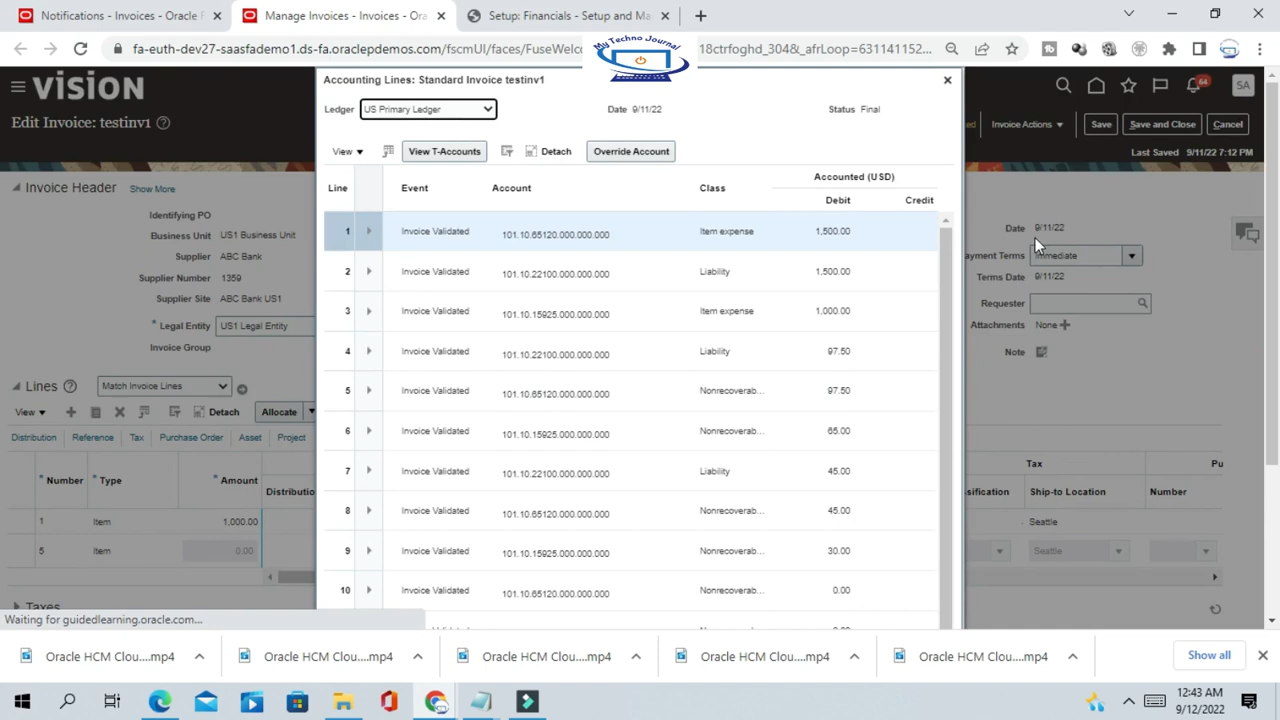 Notifications - Invoices - Oracle F
Manage Invoices - Invoices - Ora
Setup: Financials - Setup and Ma
fa-euth-dev27-saasfademo1.ds-fa.oraclepdemos.com/fscmUI/faces/FuseWelc
18ctrfoghd_304&_afrLoop=631141152...
My Techno Journal
VISION
64
SA
Edit Invoice: testinv1
Invoice Actions
Save
Save and Close
Cancel
Last Saved 9/11/22 7:12 PM
Accounting Lines: Standard Invoice testinv1
Ledger US Primary Ledger
Date 9/11/22
Status Final
View
View T-Accounts
Detach
Override Account
Line Event Account Class Accounted (USD)
Debit Credit
1 Invoice Validated 101.10.65120.000.000.000 Item expense 1,500.00
2 Invoice Validated 101.10.22100.000.000.000 Liability 1,500.00
3 Invoice Validated 101.10.15925.000.000.000 Item expense 1,000.00
4 Invoice Validated 101.10.22100.000.000.000 Liability 97.50
5 Invoice Validated 101.10.65120.000.000.000 Nonrecoverab... 97.50
6 Invoice Validated 101.10.15925.000.000.000 Nonrecoverab... 65.00
7 Invoice Validated 101.10.22100.000.000.000 Liability 45.00
8 Invoice Validated 101.10.65120.000.000.000 Nonrecoverab... 45.00
9 Invoice Validated 101.10.15925.000.000.000 Nonrecoverab... 30.00
10 Invoice Validated 101.10.65120.000.000.000 Nonrecoverab... 0.00
Invoice Header Show More
Identifying PO
Business Unit US1 Business Unit
Supplier ABC Bank
Supplier Number 1359
Supplier Site ABC Bank US1
* Legal Entity US1 Legal Entity
Invoice Group
Date 9/11/22
ayment Terms Immediate
Terms Date 9/11/22
Requester
Attachments None
Note
Lines Match Invoice Lines
View
Detach
Allocate
Distribution Reference Tax Purchase Order Asset Project
* Number * Type * Amount Distributio
1 Item 1,000.00
5 Item 0.00
Tax
ssification Ship-to Location Number Pu
Seattle
Seattle
Taxes
Waiting for guidedlearning.oracle.com...
Oracle HCM Clou....mp4
Oracle HCM Clou....mp4
Oracle HCM Clou....mp4
Oracle HCM Clou....mp4
Oracle HCM Clou....mp4
Show all
12:43 AM
9/12/2022